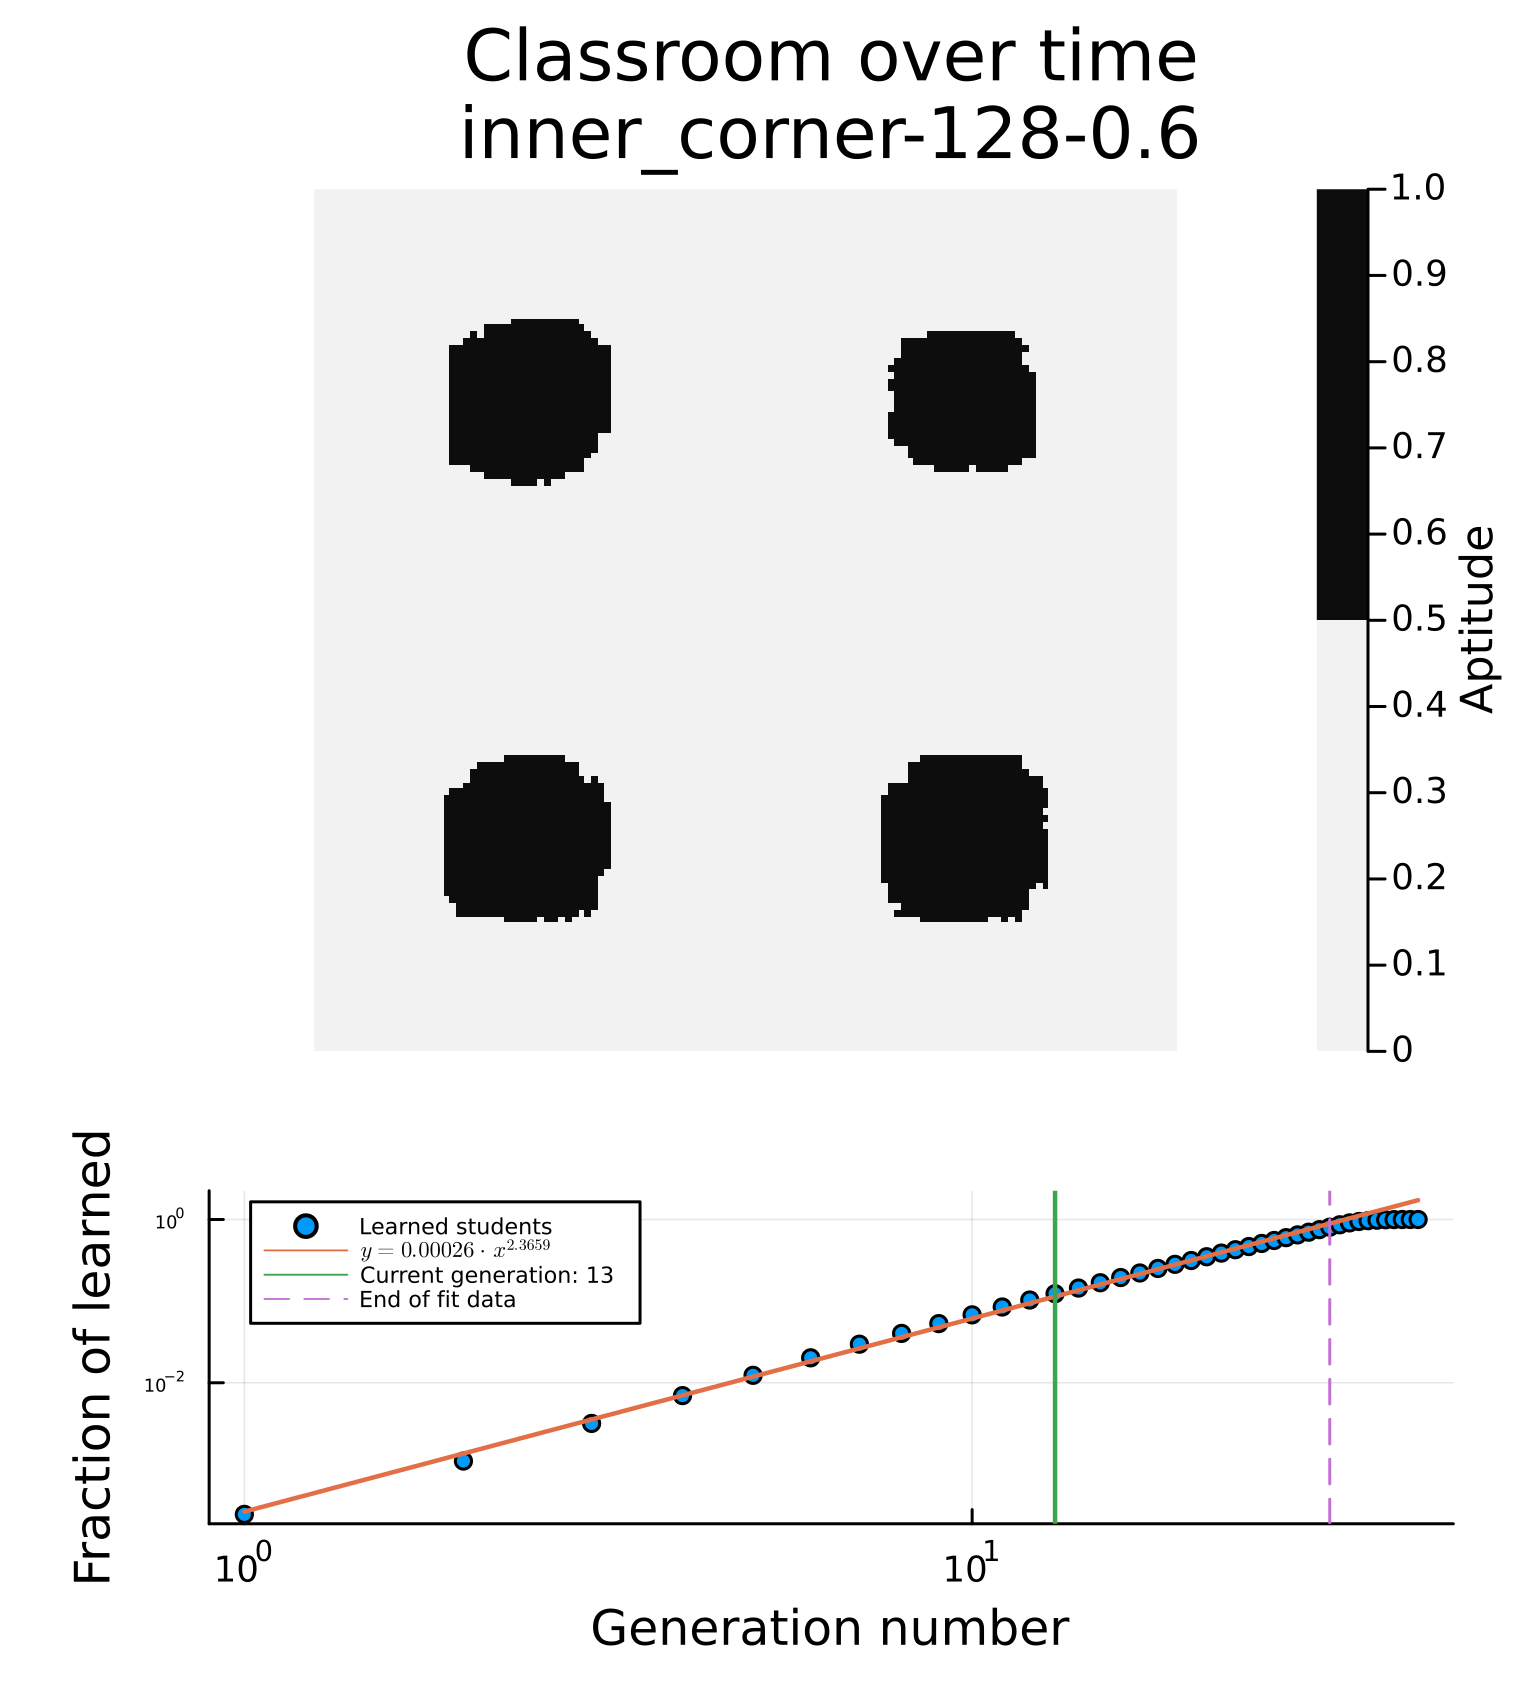 Classroom over time
inner_corner-128-0.6
1.0
0.9
0.8
0.7
0.6
0.5
0.4
0.3
0.2
0.1
0
Aptitude
Fraction of learned
10^0
10^-2
Learned students
y = 0.00026 · x^2.3659
Current generation: 13
End of fit data
10^0
10^1
Generation number